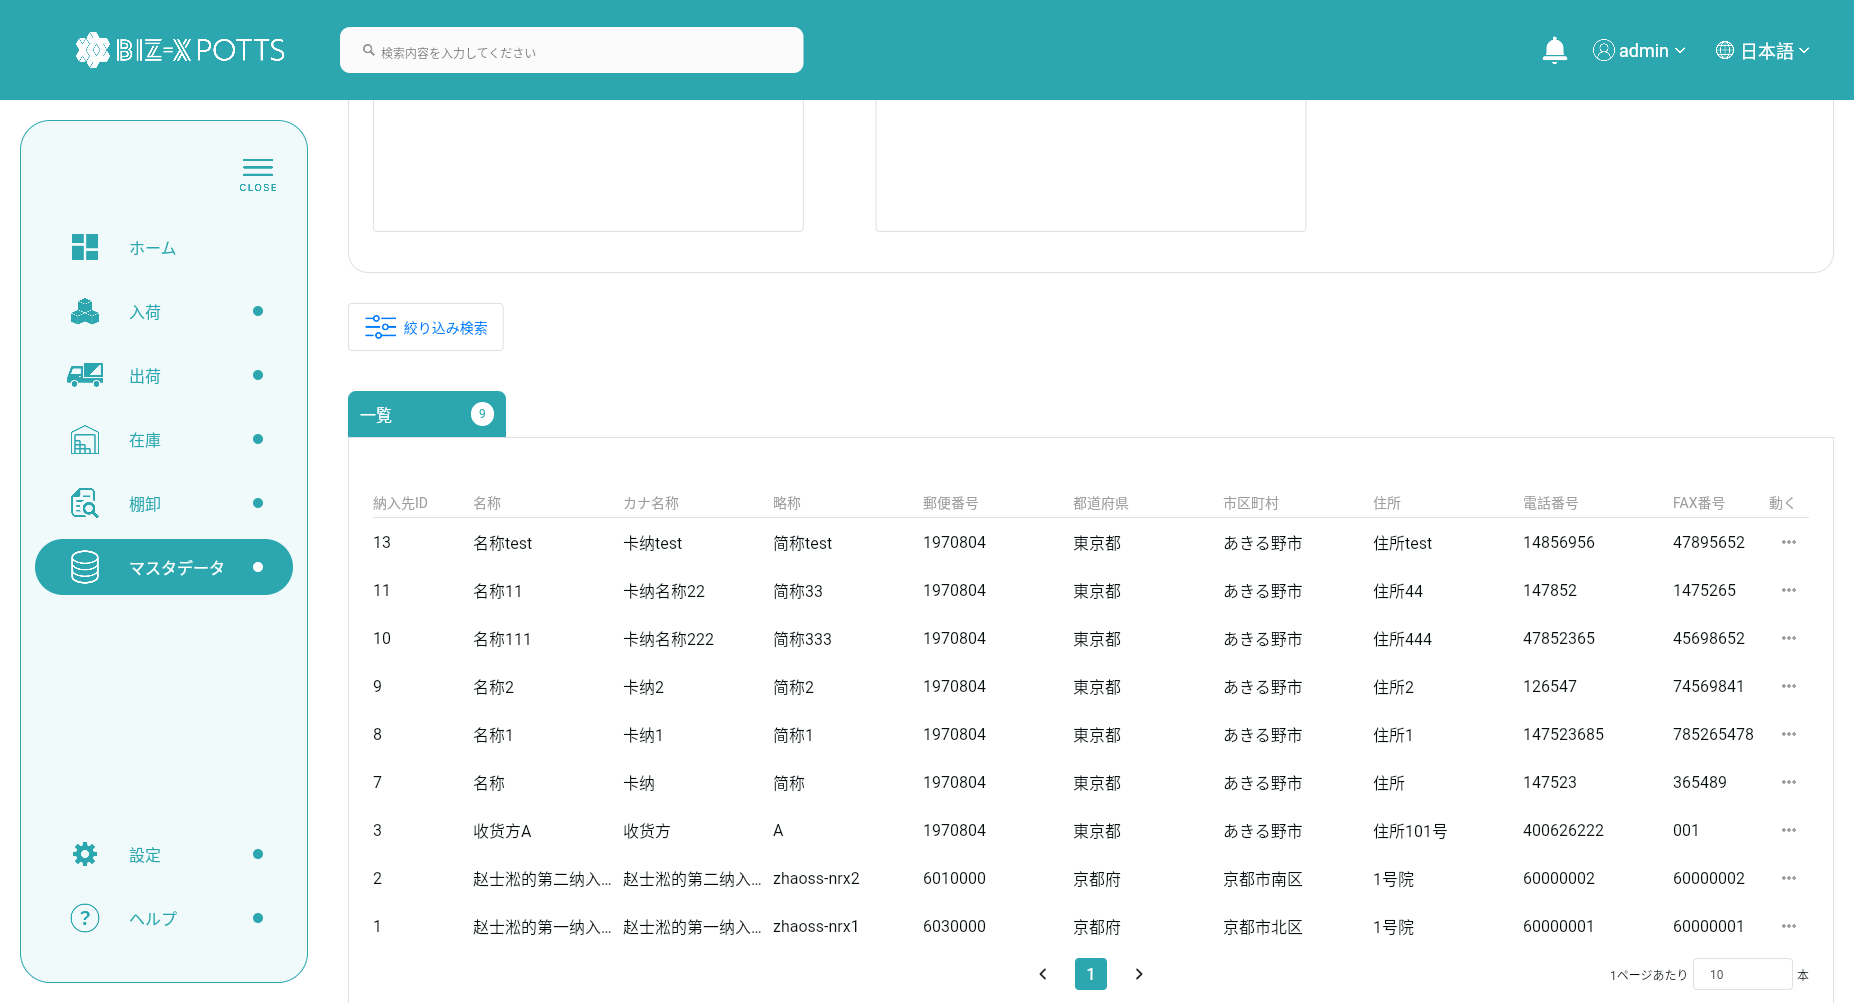 BIZ-X POTTS
検索内容を入力してください
admin
日本語
CLOSE
ホーム
入荷
出荷
在庫
棚卸
マスタデータ
設定
ヘルプ
絞り込み検索
一覧 9
納入先ID 名称 カナ名称 略称 郵便番号 都道府県 市区町村 住所 電話番号 FAX番号 動く
13 名称test 卡纳test 简称test 1970804 東京都 あきる野市 住所test 14856956 47895652
11 名称11 卡纳名称22 简称33 1970804 東京都 あきる野市 住所44 147852 1475265
10 名称111 卡纳名称222 简称333 1970804 東京都 あきる野市 住所444 47852365 45698652
9 名称2 卡纳2 简称2 1970804 東京都 あきる野市 住所2 126547 74569841
8 名称1 卡纳1 简称1 1970804 東京都 あきる野市 住所1 147523685 785265478
7 名称 卡纳 简称 1970804 東京都 あきる野市 住所 147523 365489
3 收货方A 收货方 A 1970804 東京都 あきる野市 住所101号 400626222 001
2 赵士淞的第二纳入... 赵士淞的第二纳入... zhaoss-nrx2 6010000 京都府 京都市南区 1号院 60000002 60000002
1 赵士淞的第一纳入... 赵士淞的第一纳入... zhaoss-nrx1 6030000 京都府 京都市北区 1号院 60000001 60000001
1
1ページあたり 10 本